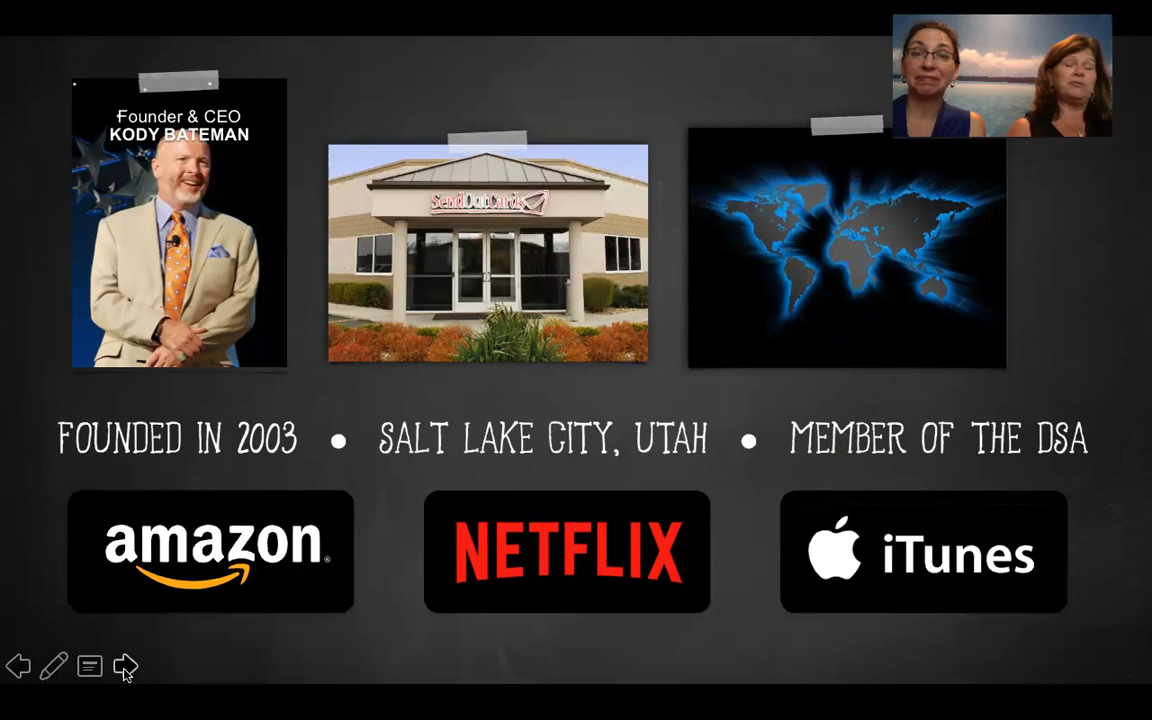 Founder & CEO
KODY BATEMAN
SendOutCards
FOUNDED IN 2003 • SALT LAKE CITY, UTAH • MEMBER OF THE DSA
amazon®
NETFLIX
iTunes